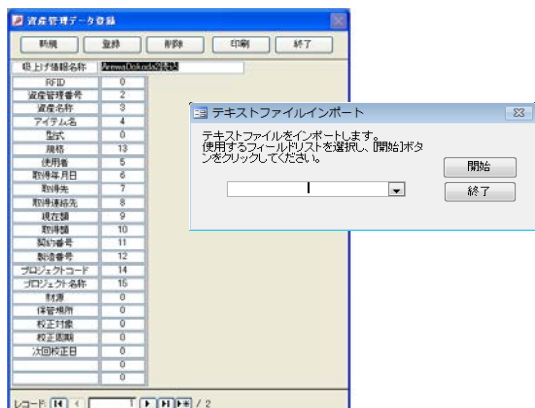 資産管理データ登録
新規 登録 削除 印刷 終了
吸上げ情報名称 ArewaDokoda2
RFID 0
資産管理番号 2
資産名称 3
アイテム名 4
型式 0
規格 13
使用者 5
取得年月日 6
取得先 7
取得連絡先 8
現在額 9
取得額 10
契約番号 11
製造番号 12
プロジェクトコード 14
プロジェクト名称 15
財源 0
保管場所 0
校正対象 0
校正周期 0
次回校正日 0
0
0
レコード: 1 / 2
テキストファイルインポート
テキストファイルをインポートします。
使用するフィールドリストを選択し、[開始]ボタ
ンをクリックしてください。
開始
終了